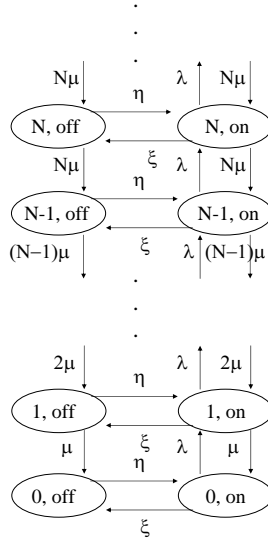 Nμ λ Nμ
η
N, off N, on
ξ
Nμ λ Nμ
η
N-1, off N-1, on
ξ
(N−1)μ λ (N−1)μ
2μ λ 2μ
η
1, off 1, on
ξ
μ λ μ
η
0, off 0, on
ξ